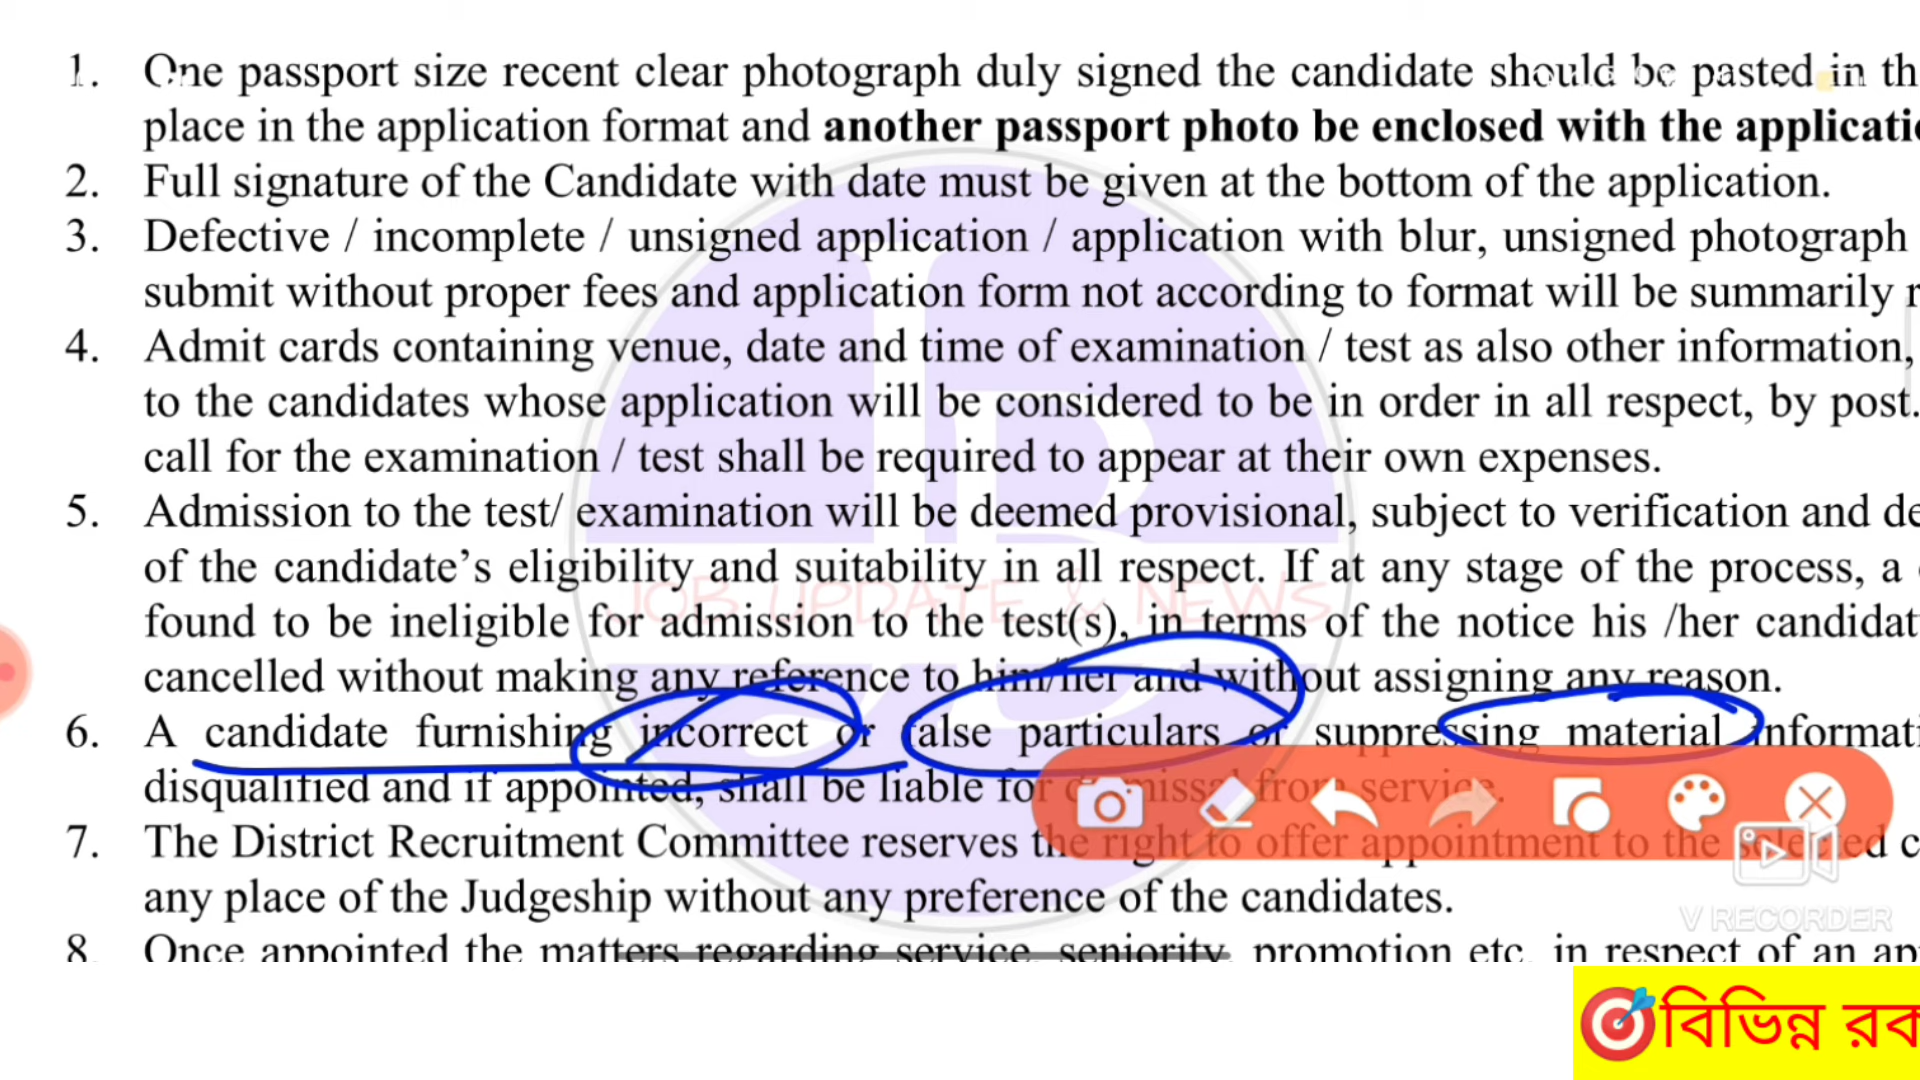 1. One passport size recent clear photograph duly signed the candidate should be pasted in th
place in the application format and another passport photo be enclosed with the applicati
2. Full signature of the Candidate with date must be given at the bottom of the application.
3. Defective / incomplete / unsigned application / application with blur, unsigned photograph
submit without proper fees and application form not according to format will be summarily r
4. Admit cards containing venue, date and time of examination / test as also other information,
to the candidates whose application will be considered to be in order in all respect, by post.
call for the examination / test shall be required to appear at their own expenses.
5. Admission to the test/ examination will be deemed provisional, subject to verification and de
of the candidate's eligibility and suitability in all respect. If at any stage of the process, a
JOB UPDATE & NEWS
found to be ineligible for admission to the test(s), in terms of the notice his /her candidat
cancelled without making any reference to him/her and without assigning any reason.
6. A candidate furnishing incorrect or false particulars or suppressing material informati
disqualified and if appointed, shall be liable for dismissal from service.
7. The District Recruitment Committee reserves the right to offer appointment to the selected c
any place of the Judgeship without any preference of the candidates.
V RECORDER
8. Once appointed the matters regarding service, seniority, promotion etc. in respect of an ap
বিভিন্ন রক